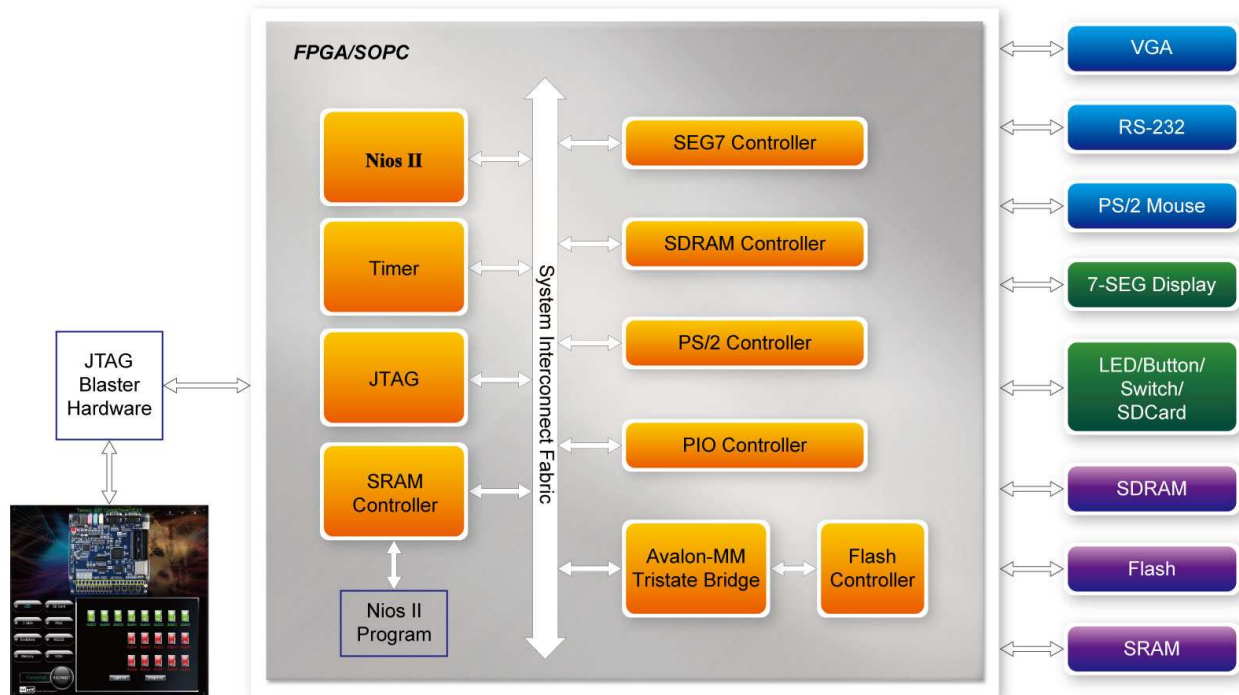 FPGA/SOPC
Nios II
Timer
JTAG
SRAM
Controller
Nios II
Program
System Interconnect Fabric
SEG7 Controller
SDRAM Controller
PS/2 Controller
PIO Controller
Avalon-MM
Tristate Bridge
Flash
Controller
JTAG
Blaster
Hardware
VGA
RS-232
PS/2 Mouse
7-SEG Display
LED/Button/
Switch/
SDCard
SDRAM
Flash
SRAM